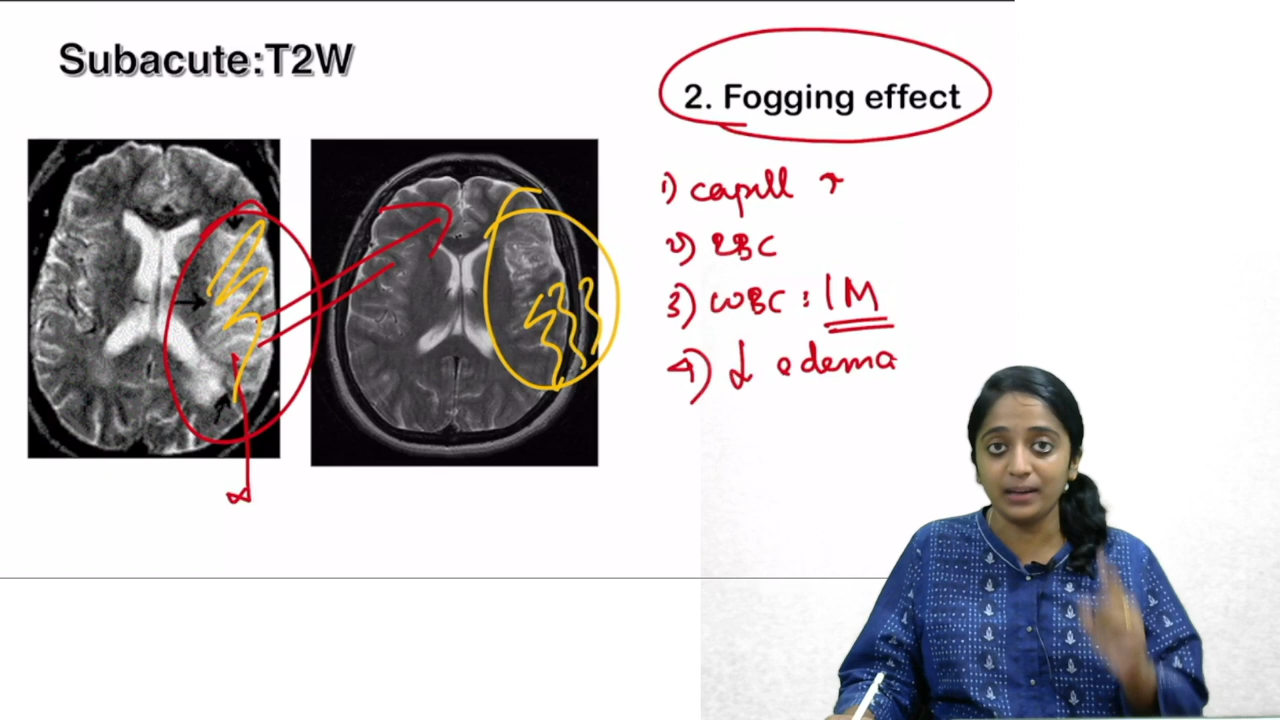 Subacute:T2W
2. Fogging effect
1) capill ↑
2) RBC
3) WBC : IM
4) ↓ edema